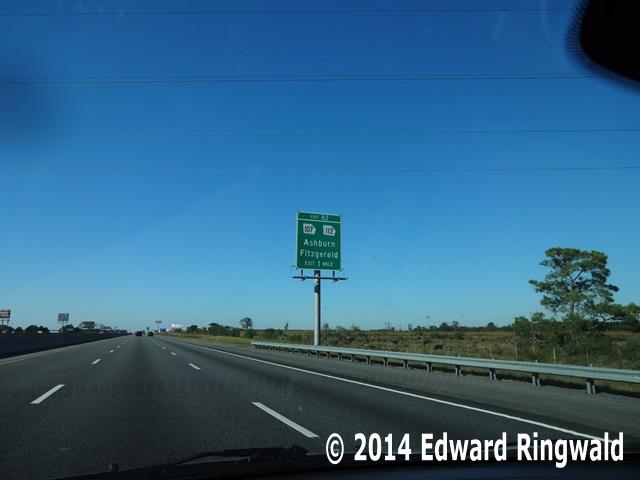 EXIT 82
107 112
Ashburn
Fitzgerald
EXIT 1 MILE
© 2014 Edward Ringwald